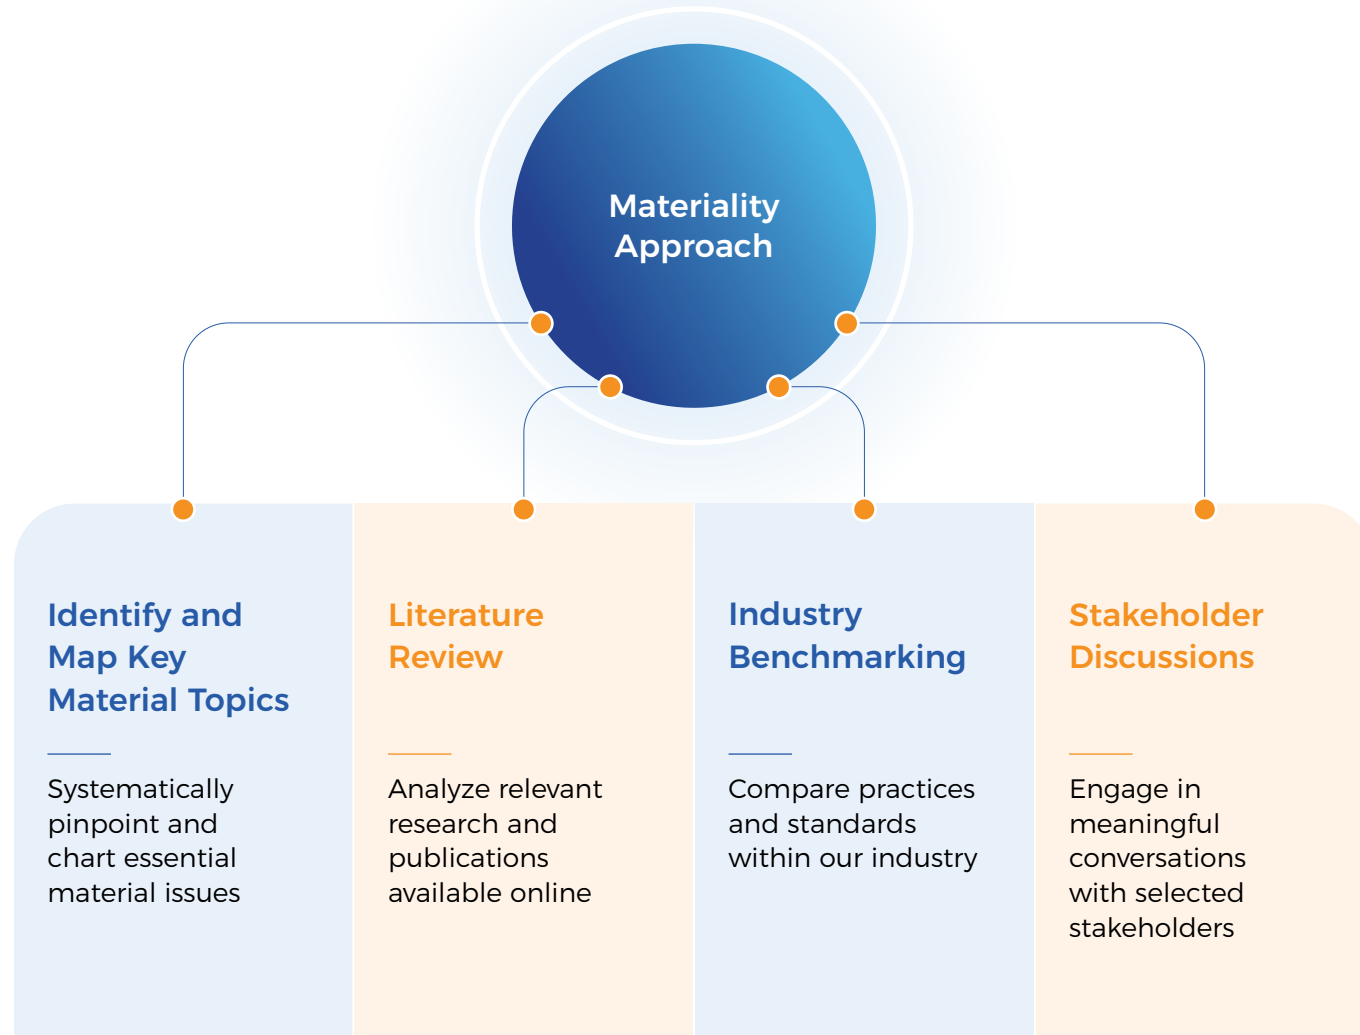 Materiality
Approach
Identify and
Map Key
Material Topics
Systematically
pinpoint and
chart essential
material issues
Literature
Review
Analyze relevant
research and
publications
available online
Industry
Benchmarking
Compare practices
and standards
within our industry
Stakeholder
Discussions
Engage in
meaningful
conversations
with selected
stakeholders